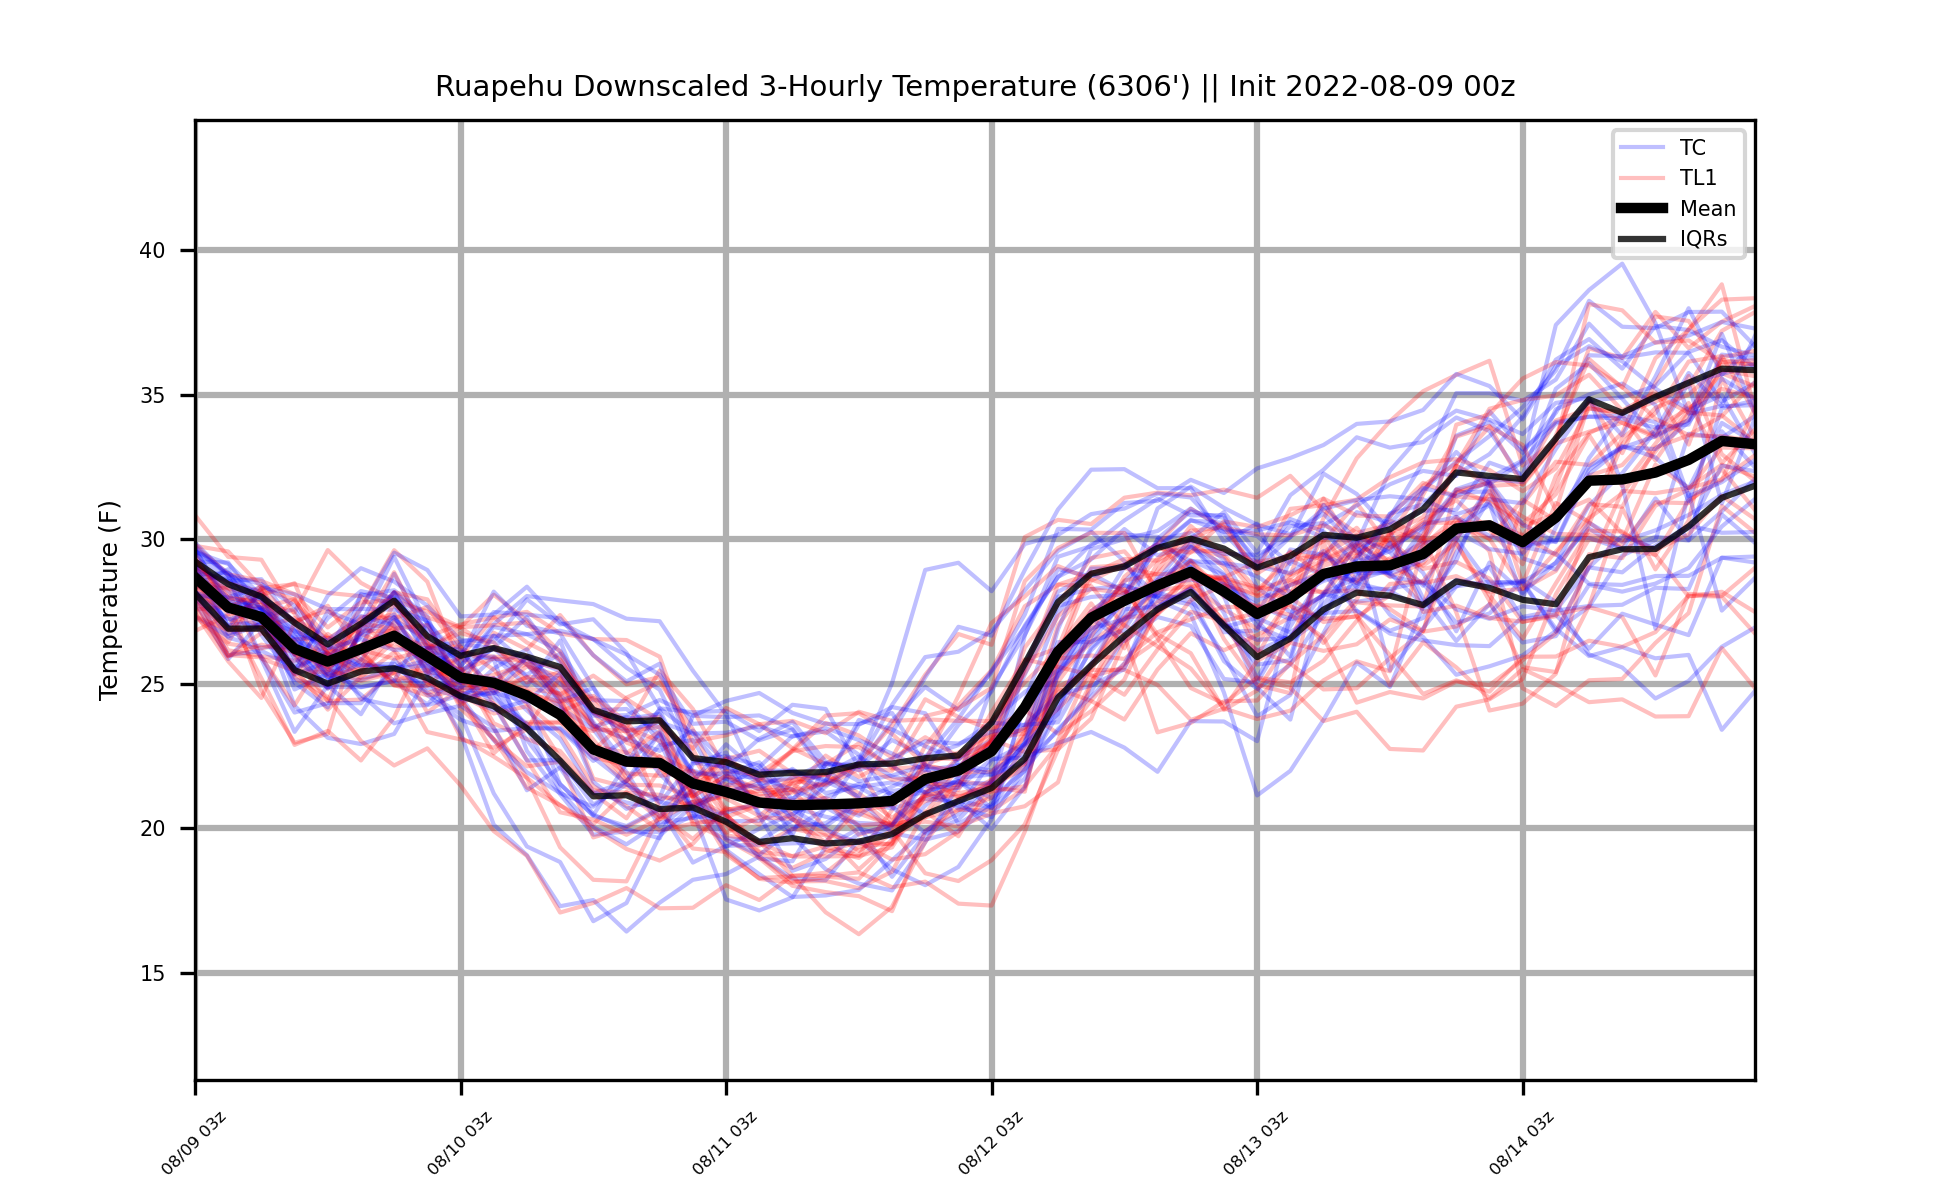 Ruapehu Downscaled 3-Hourly Temperature (6306') || Init 2022-08-09 00z
TC
TL1
Mean
IQRs
Temperature (F)
40
35
30
25
20
15
08/09 03z
08/10 03z
08/11 03z
08/12 03z
08/13 03z
08/14 03z